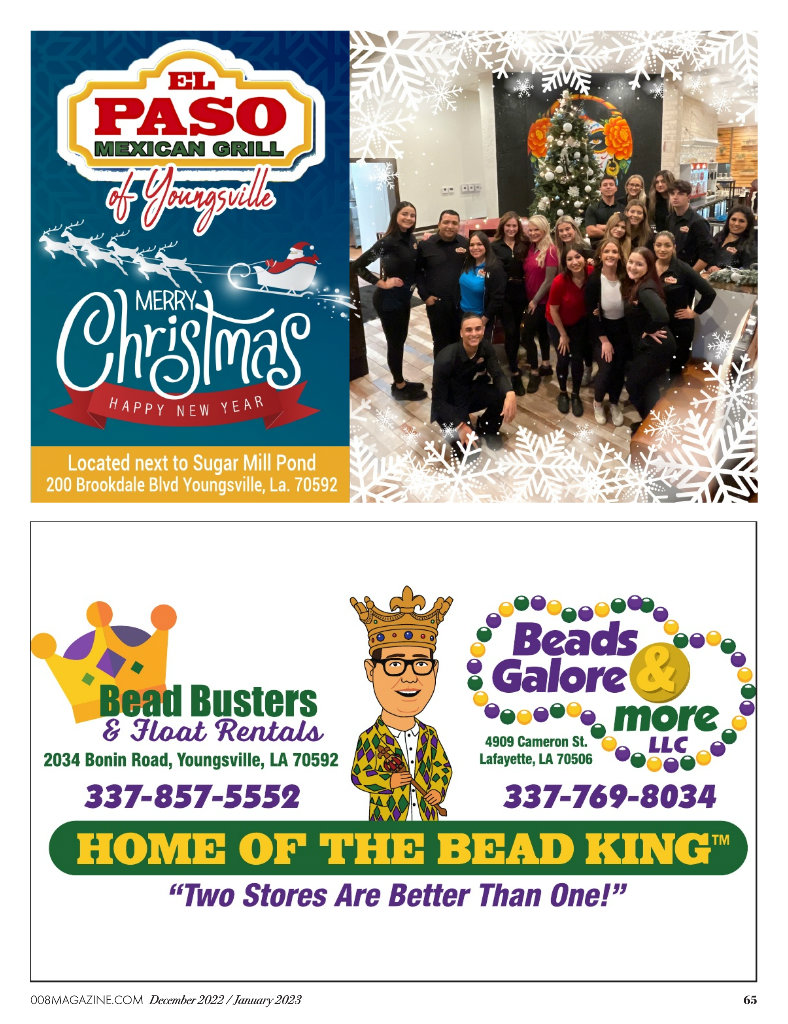 EL
PASO
MEXICAN GRILL
of Youngsville
MERRY
Christmas
HAPPY NEW YEAR
Located next to Sugar Mill Pond
200 Brookdale Blvd Youngsville, La. 70592
Bead Busters
& Float Rentals
2034 Bonin Road, Youngsville, LA 70592
337-857-5552
Beads
Galore &
more
LLC
4909 Cameron St.
Lafayette, LA 70506
337-769-8034
HOME OF THE BEAD KING™
“Two Stores Are Better Than One!”
008MAGAZINE.COM December 2022 / January 2023
65